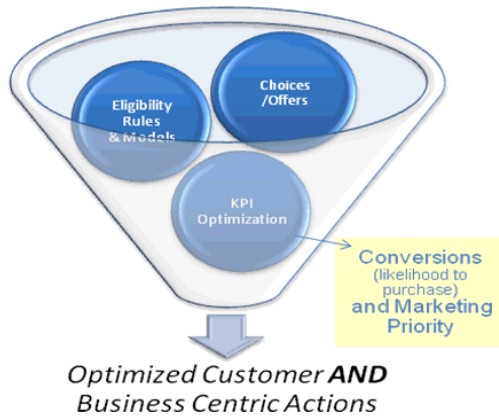 Eligibility
Rules
& Models
Choices
/Offers
KPI
Optimization
Conversions
(likelihood to
purchase)
and Marketing
Priority
Optimized Customer AND
Business Centric Actions